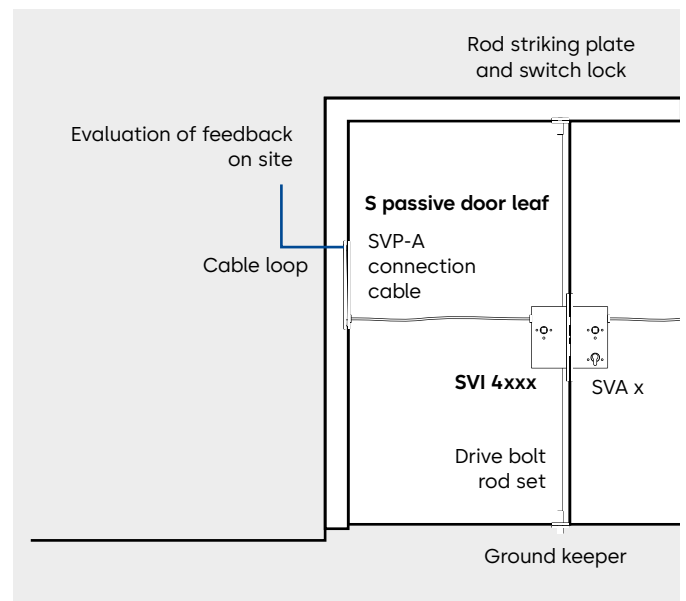 Rod striking plate
and switch lock
Evaluation of feedback
on site
S passive door leaf
SVP-A
connection
cable
Cable loop
SVI 4xxx
SVA x
Drive bolt
rod set
Ground keeper